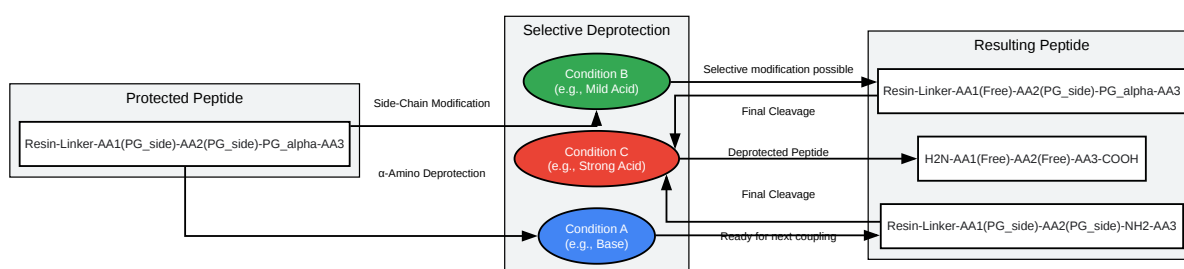 Selective Deprotection
Resulting Peptide
Protected Peptide
Condition B
(e.g., Mild Acid)
Selective modification possible
Resin-Linker-AA1(Free)-AA2(PG_side)-PG_alpha-AA3
Side-Chain Modification
Final Cleavage
Resin-Linker-AA1(PG_side)-AA2(PG_side)-PG_alpha-AA3
Condition C
(e.g., Strong Acid)
Deprotected Peptide
H2N-AA1(Free)-AA2(Free)-AA3-COOH
α-Amino Deprotection
Final Cleavage
Condition A
(e.g., Base)
Ready for next coupling
Resin-Linker-AA1(PG_side)-AA2(PG_side)-NH2-AA3